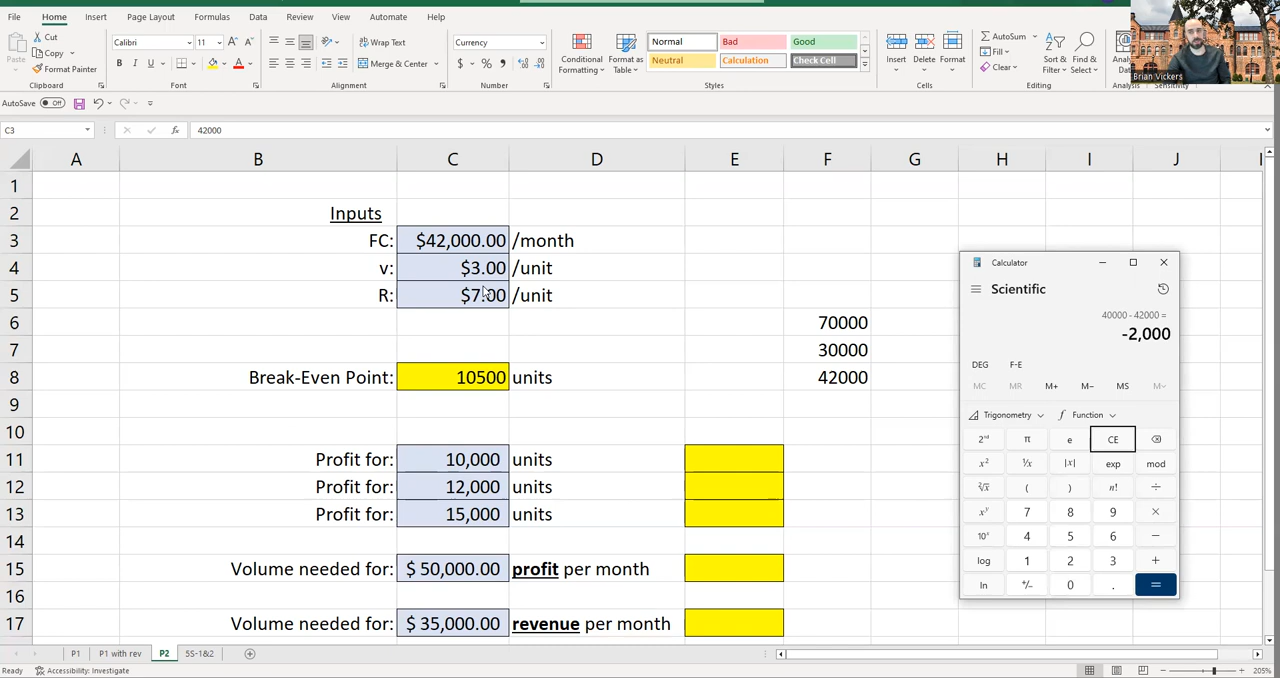 File Home Insert Page Layout Formulas Data Review View Automate Help
Cut
Copy
Format Painter
Paste
Clipboard
Calibri 11
B I U
Font
Wrap Text
Merge & Center
Alignment
Currency
$ % 9
Number
Conditional Formatting
Format as Table
Normal Bad Good
Neutral Calculation Check Cell
Styles
Insert Delete Format
Cells
AutoSum
Fill
Clear
Sort & Filter
Find & Select
Editing
Analysis
Brian Vickers
AutoSave Off
C3 fx 42000
A B C D E F G H I J
1
2 Inputs
3 FC: $42,000.00 /month
4 v: $3.00 /unit
5 R: $7.00 /unit
6 70000
7 30000
8 Break-Even Point: 10500 units 42000
9
10
11 Profit for: 10,000 units
12 Profit for: 12,000 units
13 Profit for: 15,000 units
14
15 Volume needed for: $ 50,000.00 profit per month
16
17 Volume needed for: $ 35,000.00 revenue per month
Calculator
Scientific
40000 - 42000 =
-2,000
DEG F-E
MC MR M+ M− MS M˅
Trigonometry Function
2ⁿᵈ π e CE
x² ¹/x |x| exp mod
²√x ( ) n! ÷
xʸ 7 8 9 ×
10ˣ 4 5 6 −
log 1 2 3 +
ln +/− 0 . =
P1 P1 with rev P2 5S-1&2
Ready Accessibility: Investigate 205%